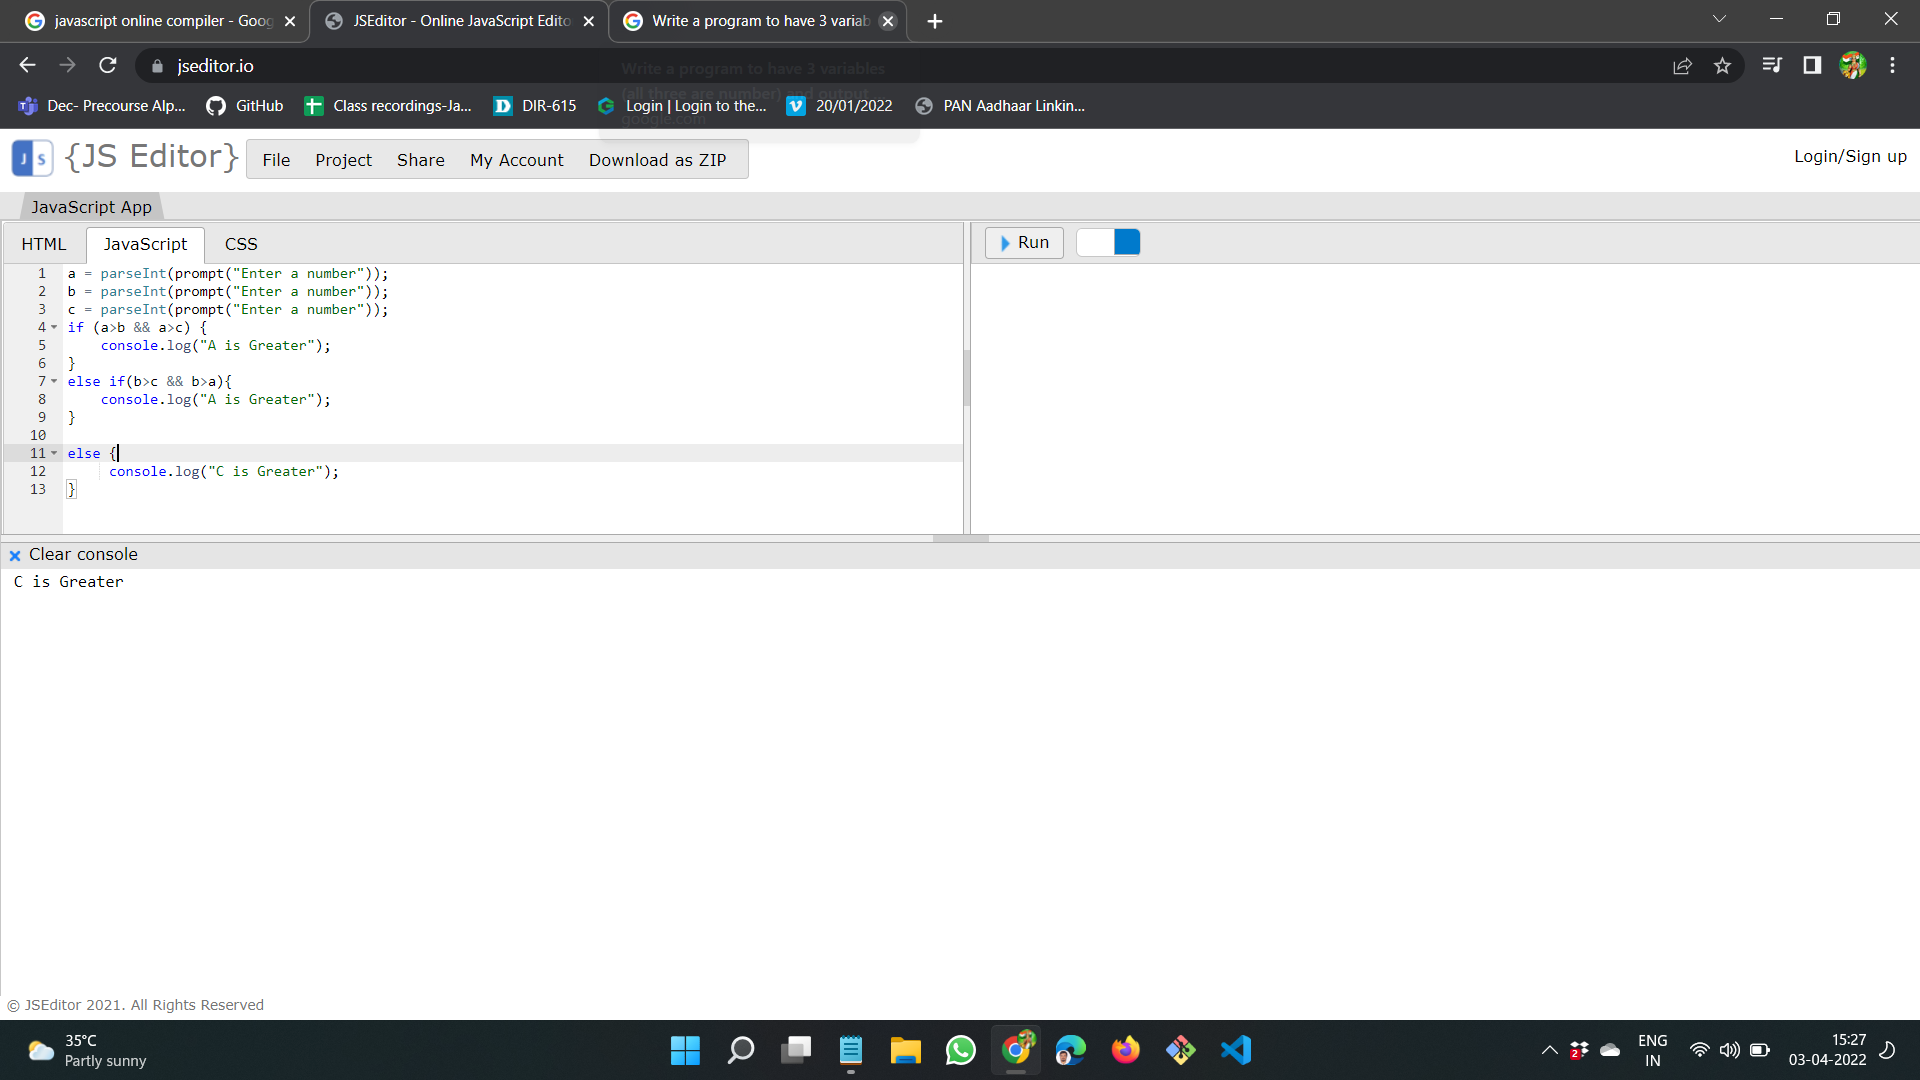 javascript online compiler - Goog
JSEditor - Online JavaScript Edito
Write a program to have 3 variab
jseditor.io
Write a program to have 3 variables
(all three are number) and output
google.com
Dec- Precourse Alp...
GitHub
Class recordings-Ja...
DIR-615
Login | Login to the...
20/01/2022
PAN Aadhaar Linkin...
JS {JS Editor}
File Project Share My Account Download as ZIP
Login/Sign up
JavaScript App
HTML JavaScript CSS
Run
1 a = parseInt(prompt("Enter a number"));
2 b = parseInt(prompt("Enter a number"));
3 c = parseInt(prompt("Enter a number"));
4 if (a>b && a>c) {
5 console.log("A is Greater");
6 }
7 else if(b>c && b>a){
8 console.log("A is Greater");
9 }
10
11 else {
12 console.log("C is Greater");
13 }
Clear console
C is Greater
© JSEditor 2021. All Rights Reserved
35°C
Partly sunny
2
ENG
IN
15:27
03-04-2022